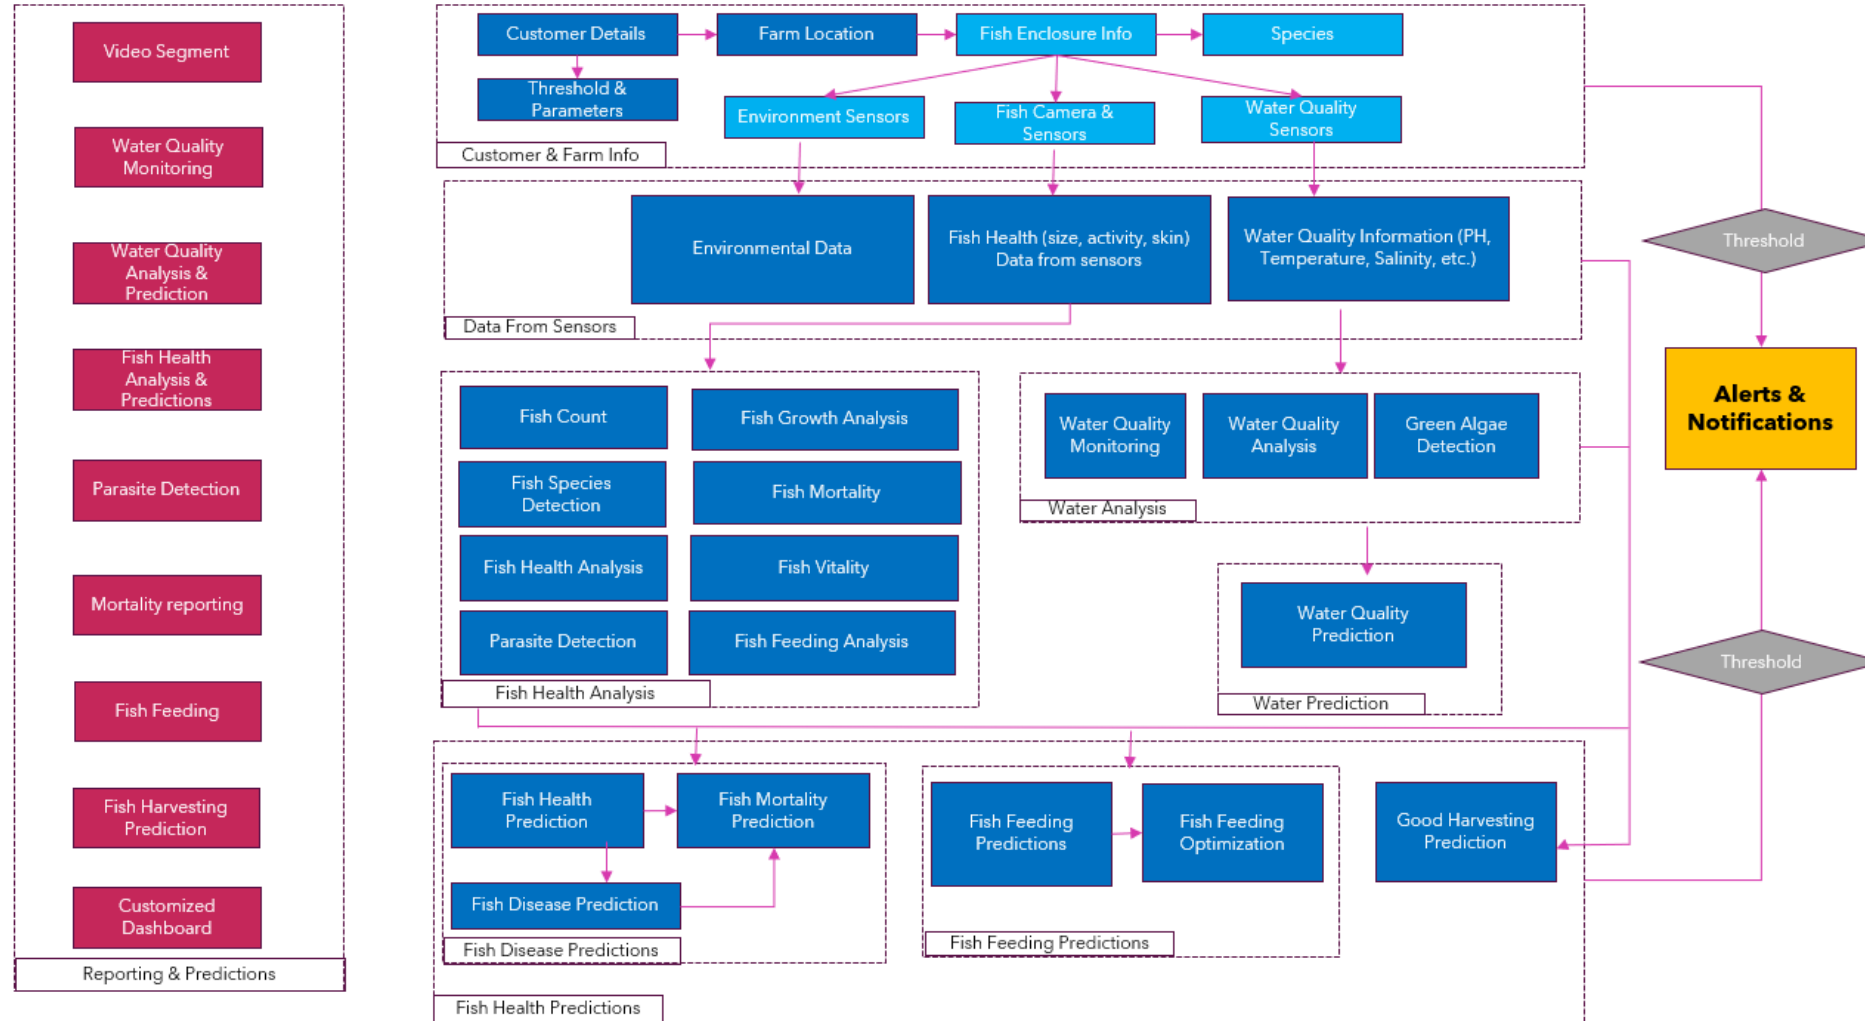 Video Segment
Water Quality
Monitoring
Water Quality
Analysis &
Prediction
Fish Health
Analysis &
Predictions
Parasite Detection
Mortality reporting
Fish Feeding
Fish Harvesting
Prediction
Customized
Dashboard
Reporting & Predictions
Customer Details
Farm Location
Fish Enclosure Info
Species
Threshold &
Parameters
Environment Sensors
Fish Camera &
Sensors
Water Quality
Sensors
Customer & Farm Info
Environmental Data
Fish Health (size, activity, skin)
Data from sensors
Water Quality Information (PH,
Temperature, Salinity, etc.)
Data From Sensors
Fish Count
Fish Growth Analysis
Fish Species
Detection
Fish Mortality
Fish Health Analysis
Fish Vitality
Parasite Detection
Fish Feeding Analysis
Fish Health Analysis
Water Quality
Monitoring
Water Quality
Analysis
Green Algae
Detection
Water Analysis
Water Quality
Prediction
Water Prediction
Fish Health
Prediction
Fish Mortality
Prediction
Fish Disease Prediction
Fish Disease Predictions
Fish Feeding
Predictions
Fish Feeding
Optimization
Fish Feeding Predictions
Good Harvesting
Prediction
Fish Health Predictions
Threshold
Alerts &
Notifications
Threshold